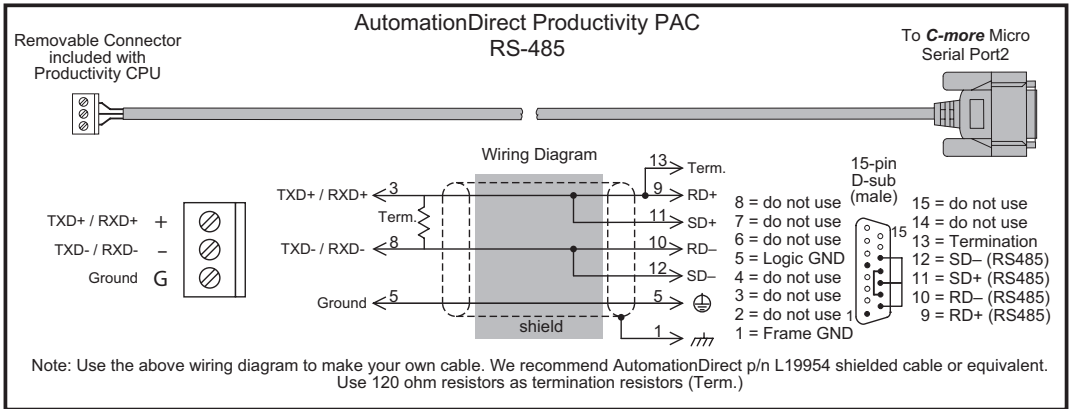 AutomationDirect Productivity PAC
RS-485
Removable Connector
included with
Productivity CPU
To C-more Micro
Serial Port2
Wiring Diagram
TXD+ / RXD+ +
TXD- / RXD- –
Ground G
TXD+ / RXD+ 3
Term.
TXD- / RXD- 8
Ground 5
shield
13 Term.
9 RD+
11 SD+
10 RD–
12 SD–
5
1
8 = do not use
7 = do not use
6 = do not use
5 = Logic GND
4 = do not use
3 = do not use
2 = do not use
1 = Frame GND
15-pin
D-sub
(male)
15
1
15 = do not use
14 = do not use
13 = Termination
12 = SD– (RS485)
11 = SD+ (RS485)
10 = RD– (RS485)
9 = RD+ (RS485)
Note: Use the above wiring diagram to make your own cable. We recommend AutomationDirect p/n L19954 shielded cable or equivalent.
Use 120 ohm resistors as termination resistors (Term.)